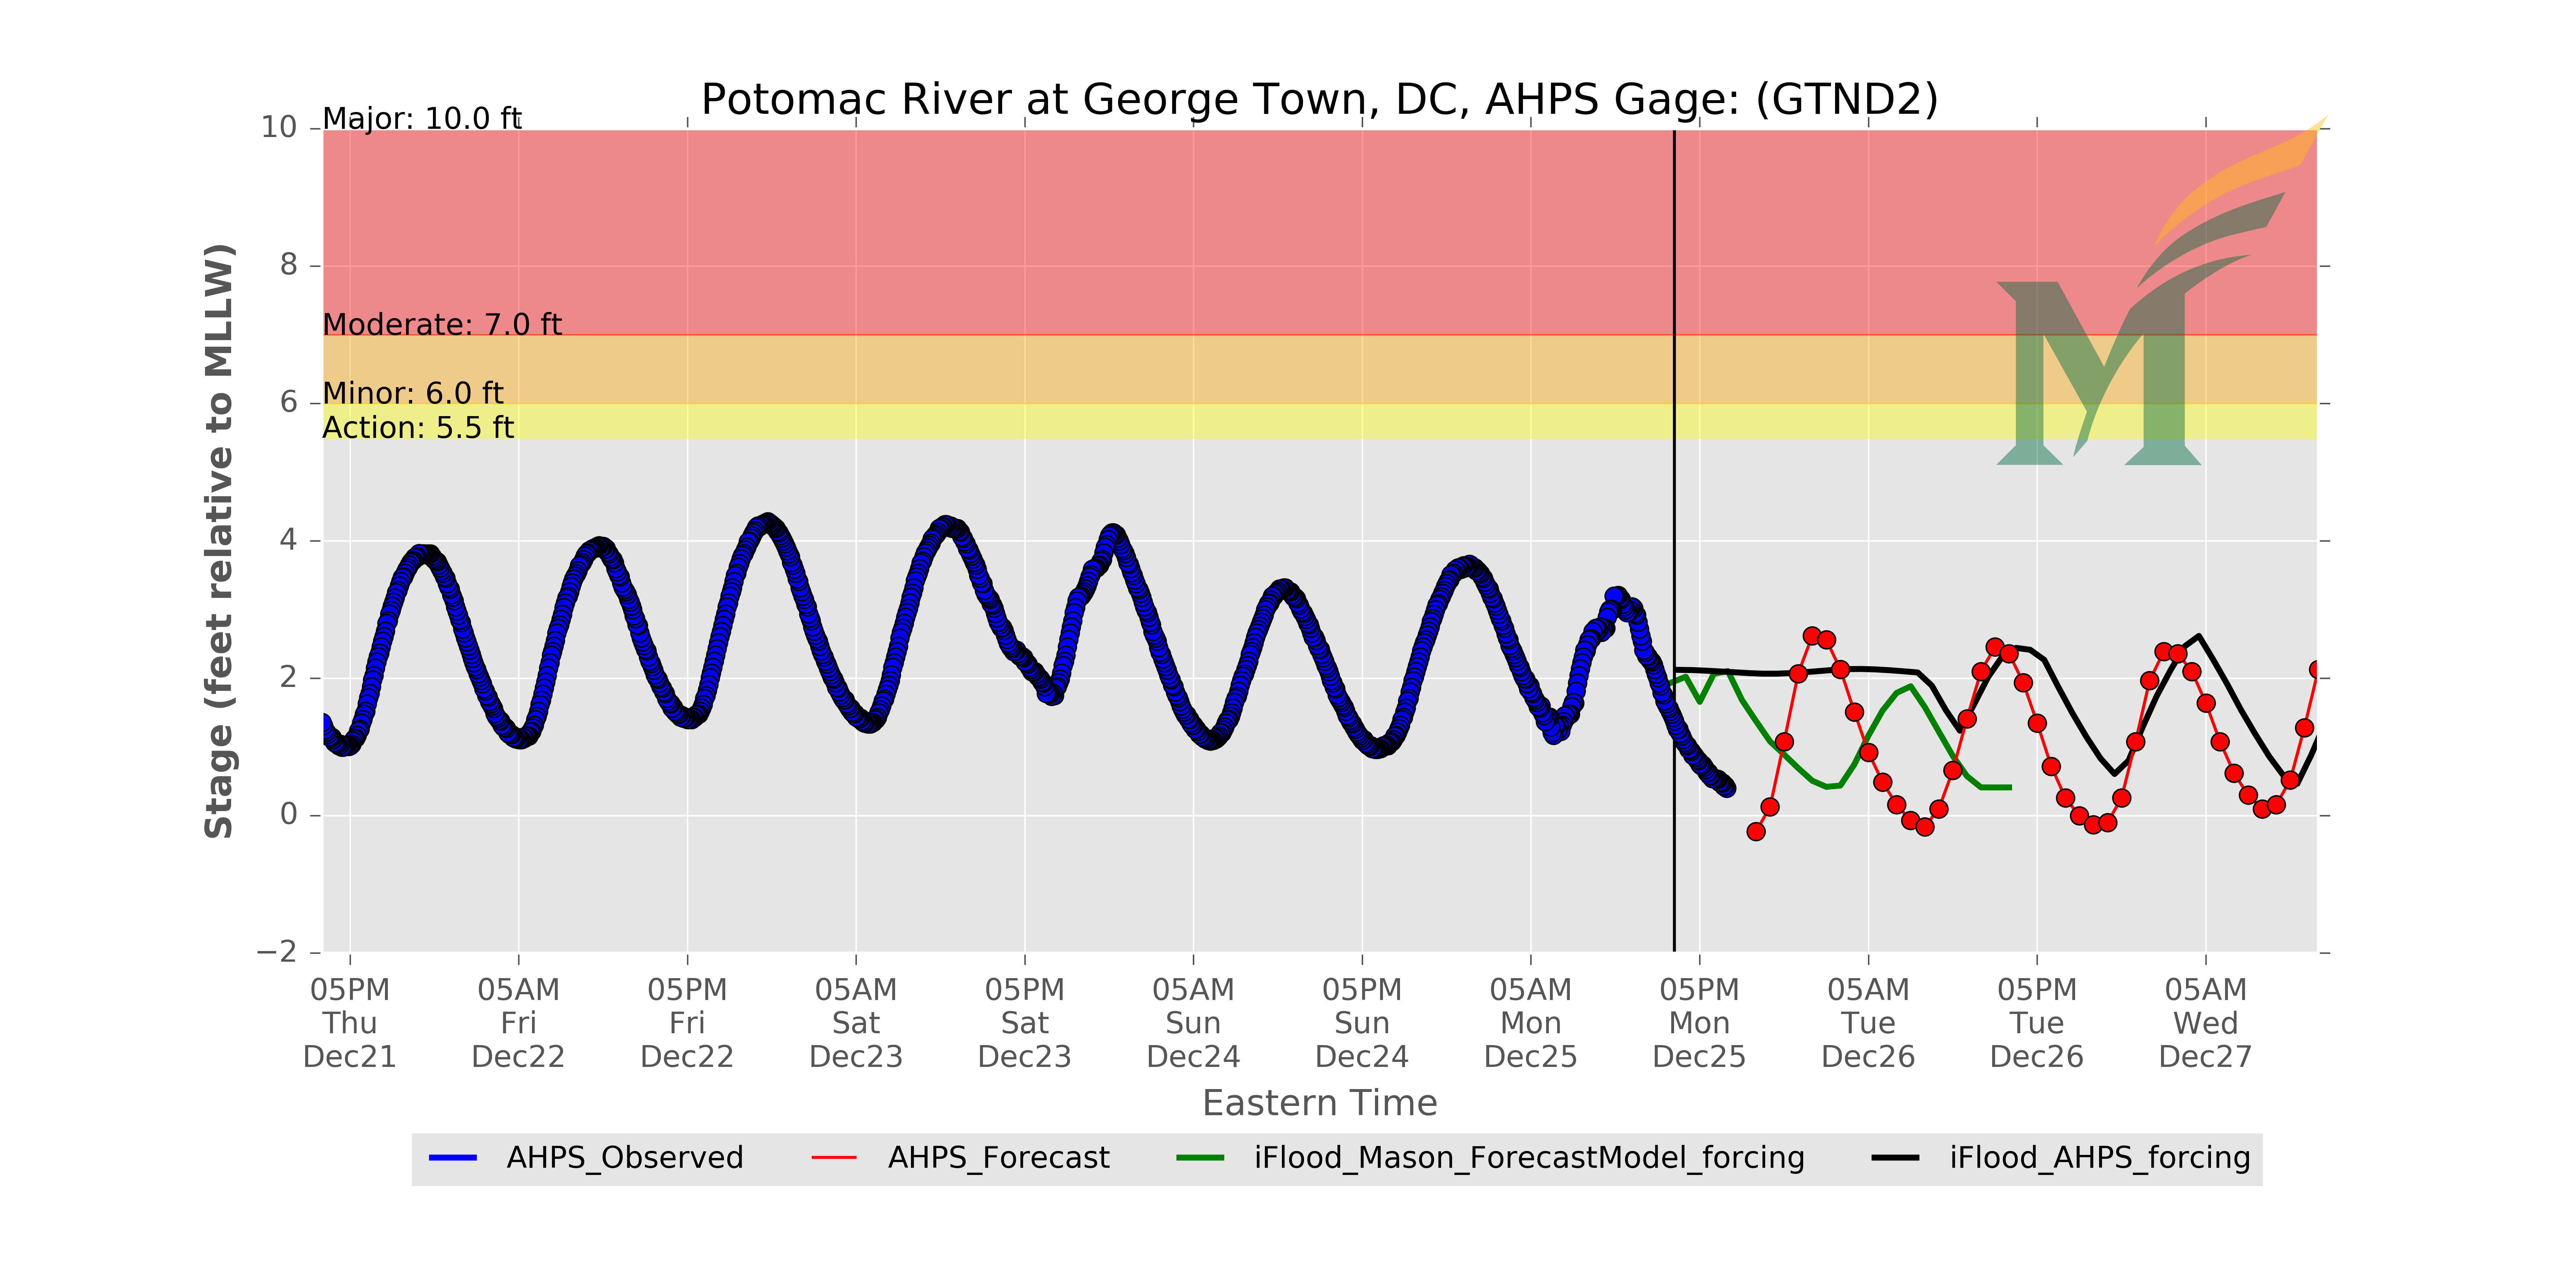 Potomac River at George Town, DC, AHPS Gage: (GTND2)
Major: 10.0 ft
Moderate: 7.0 ft
Minor: 6.0 ft
Action: 5.5 ft
10
8
6
4
2
0
−2
Stage (feet relative to MLLW)
05PM 05AM 05PM 05AM 05PM 05AM 05PM 05AM 05PM 05AM 05PM 05AM
Thu Fri Fri Sat Sat Sun Sun Mon Mon Tue Tue Wed
Dec21 Dec22 Dec22 Dec23 Dec23 Dec24 Dec24 Dec25 Dec25 Dec26 Dec26 Dec27
Eastern Time
AHPS_Observed AHPS_Forecast iFlood_Mason_ForecastModel_forcing iFlood_AHPS_forcing
M